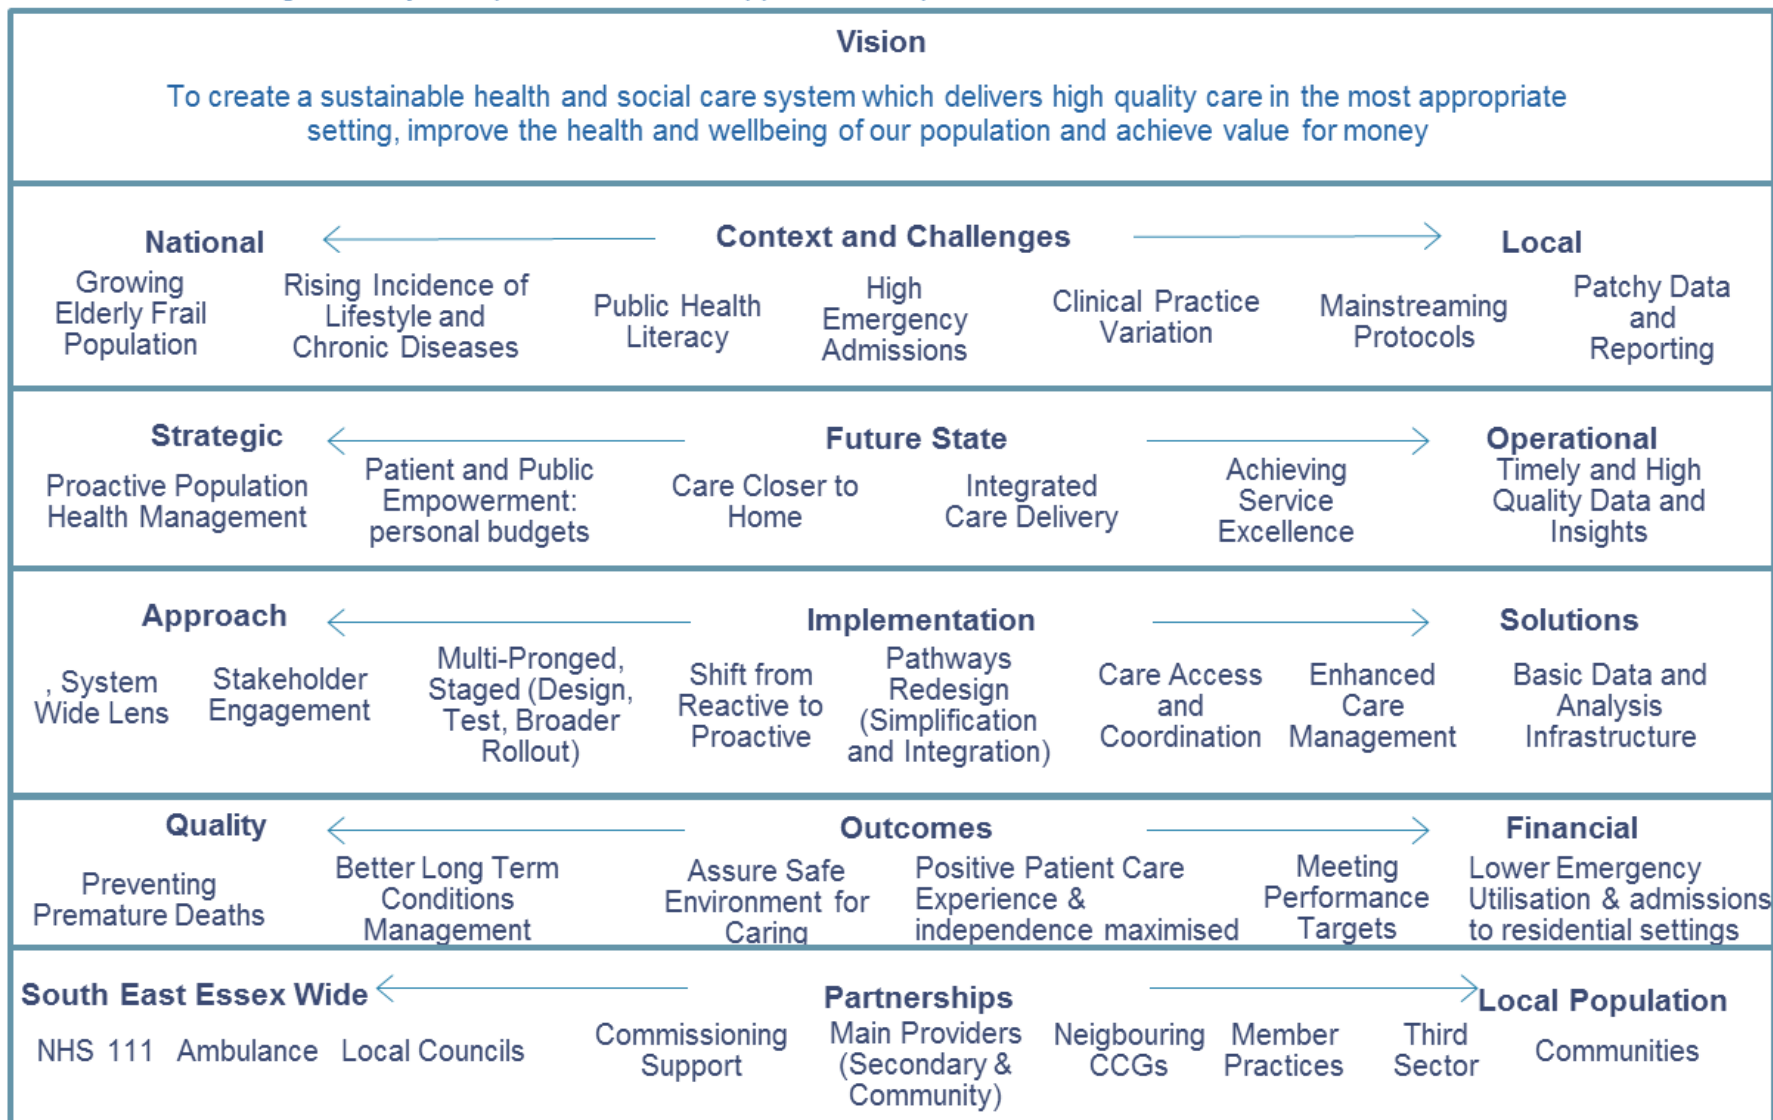 Vision
To create a sustainable health and social care system which delivers high quality care in the most appropriate
setting, improve the health and wellbeing of our population and achieve value for money
National
Context and Challenges
Local
Growing
Elderly Frail
Population
Rising Incidence of
Lifestyle and
Chronic Diseases
Public Health
Literacy
High
Emergency
Admissions
Clinical Practice
Variation
Mainstreaming
Protocols
Patchy Data
and
Reporting
Strategic
Future State
Operational
Proactive Population
Health Management
Patient and Public
Empowerment:
personal budgets
Care Closer to
Home
Integrated
Care Delivery
Achieving
Service
Excellence
Timely and High
Quality Data and
Insights
Approach
Implementation
Solutions
, System
Wide Lens
Stakeholder
Engagement
Multi-Pronged,
Staged (Design,
Test, Broader
Rollout)
Shift from
Reactive to
Proactive
Pathways
Redesign
(Simplification
and Integration)
Care Access
and
Coordination
Enhanced
Care
Management
Basic Data and
Analysis
Infrastructure
Quality
Outcomes
Financial
Preventing
Premature Deaths
Better Long Term
Conditions
Management
Assure Safe
Environment for
Caring
Positive Patient Care
Experience &
independence maximised
Meeting
Performance
Targets
Lower Emergency
Utilisation & admissions
to residential settings
South East Essex Wide
Partnerships
Local Population
NHS 111
Ambulance
Local Councils
Commissioning
Support
Main Providers
(Secondary &
Community)
Neigbouring
CCGs
Member
Practices
Third
Sector
Communities